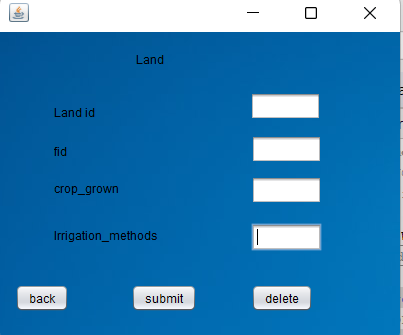 Land
Land id
fid
crop_grown
Irrigation_methods
back submit delete